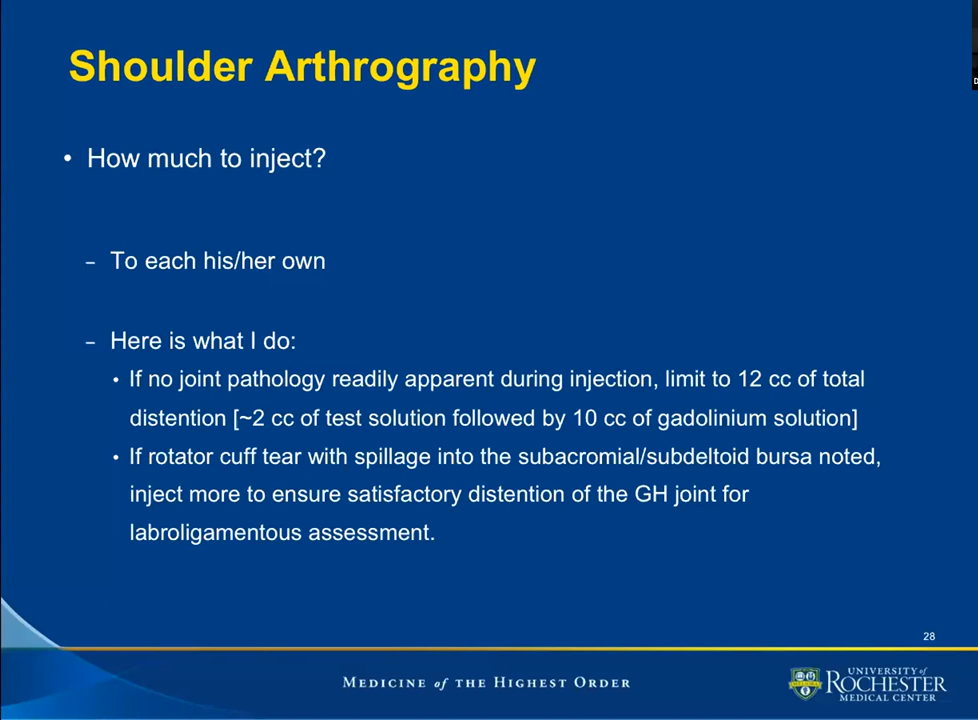 Shoulder Arthrography
• How much to inject?
– To each his/her own
– Here is what I do:
• If no joint pathology readily apparent during injection, limit to 12 cc of total
distention [~2 cc of test solution followed by 10 cc of gadolinium solution]
• If rotator cuff tear with spillage into the subacromial/subdeltoid bursa noted,
inject more to ensure satisfactory distention of the GH joint for
labroligamentous assessment.
28
MEDICINE of THE HIGHEST ORDER
UNIVERSITY of
ROCHESTER
MEDICAL CENTER